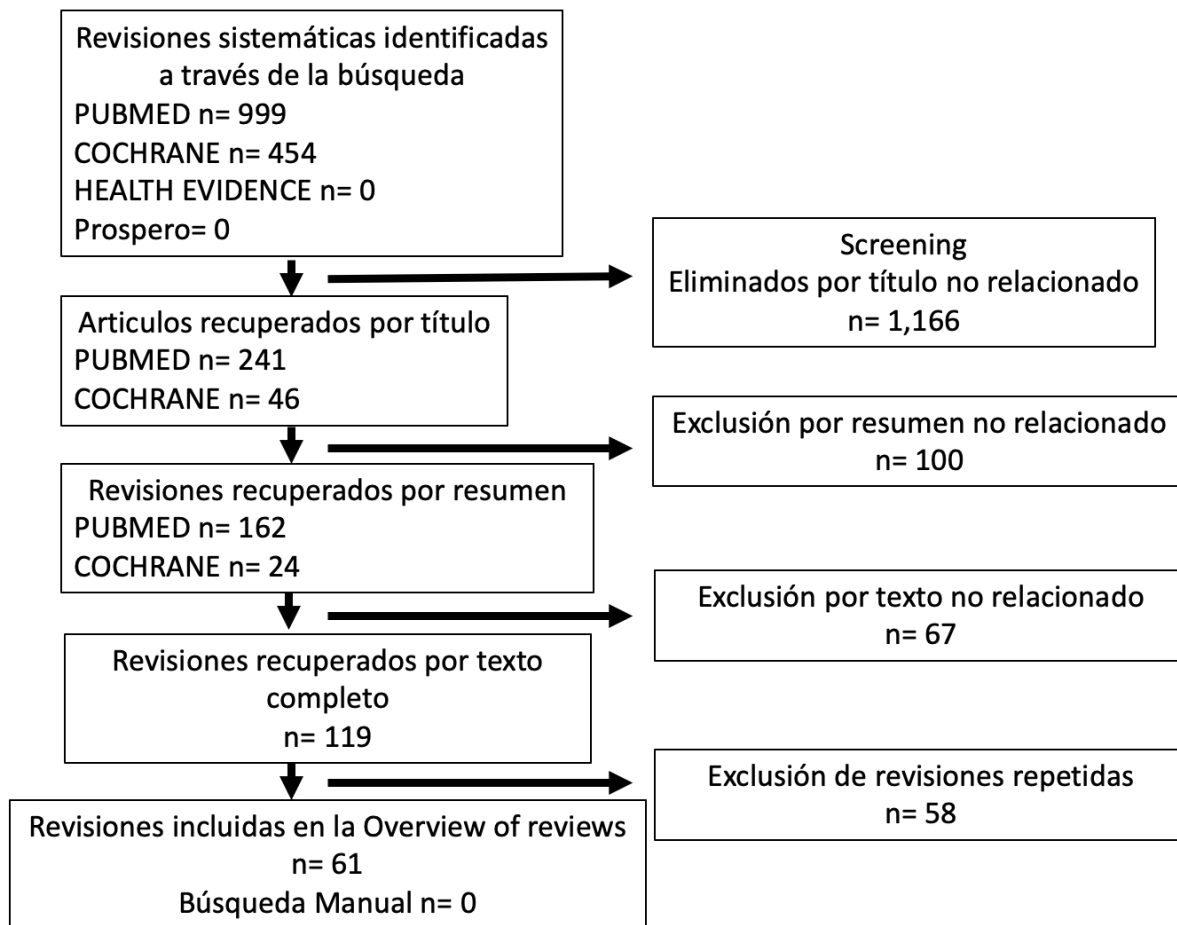 Revisiones sistemáticas identificadas
a través de la búsqueda
PUBMED n= 999
COCHRANE n= 454
HEALTH EVIDENCE n= 0
Prospero= 0
Screening
Eliminados por título no relacionado
n= 1,166
Articulos recuperados por título
PUBMED n= 241
COCHRANE n= 46
Exclusión por resumen no relacionado
n= 100
Revisiones recuperados por resumen
PUBMED n= 162
COCHRANE n= 24
Exclusión por texto no relacionado
n= 67
Revisiones recuperados por texto
completo
n= 119
Exclusión de revisiones repetidas
n= 58
Revisiones incluidas en la Overview of reviews
n= 61
Búsqueda Manual n= 0